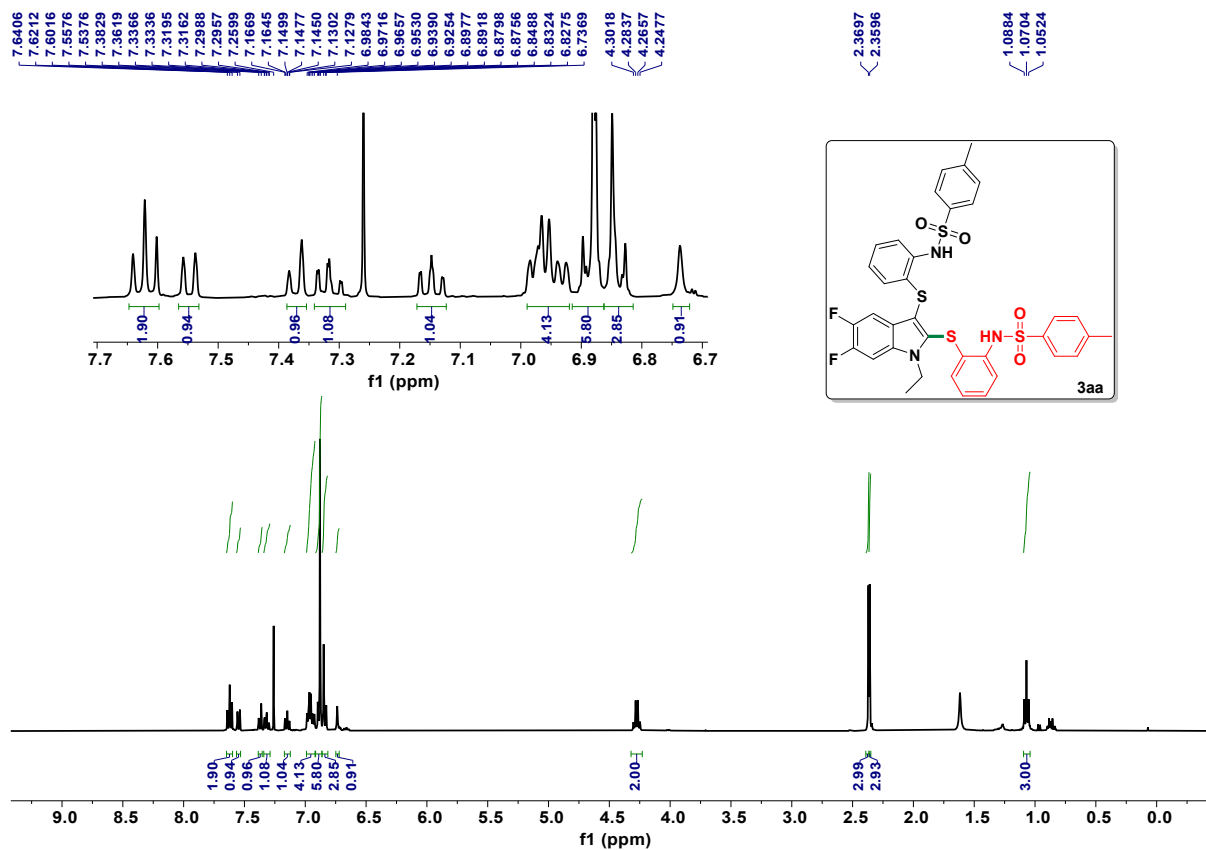 7.6406 7.6212 7.6016 7.5576 7.5376 7.3829 7.3619 7.3366 7.3336 7.3195 7.3162 7.2988 7.2957 7.2599 7.1669 7.1645 7.1499 7.1477 7.1450 7.1302 7.1279 6.9843 6.9716 6.9657 6.9530 6.9390 6.9254 6.8977 6.8918 6.8798 6.8756 6.8488 6.8324 6.8275 6.7369 4.3018 4.2837 4.2657 4.2477 2.3697 2.3596 1.0884 1.0704 1.0524
1.90 0.94 0.96 1.08 1.04 4.13 5.80 2.85 0.91
7.7 7.6 7.5 7.4 7.3 7.2 7.1 7.0 6.9 6.8 6.7
f1 (ppm)
O
S
O
NH
S
F
F
S
N
NH
O
S
O
3aa
1.90 0.94 0.96 1.08 1.04 4.13 5.80 2.85 0.91 2.00 2.99 2.93 3.00
9.0 8.5 8.0 7.5 7.0 6.5 6.0 5.5 5.0 4.5 4.0 3.5 3.0 2.5 2.0 1.5 1.0 0.5 0.0
f1 (ppm)